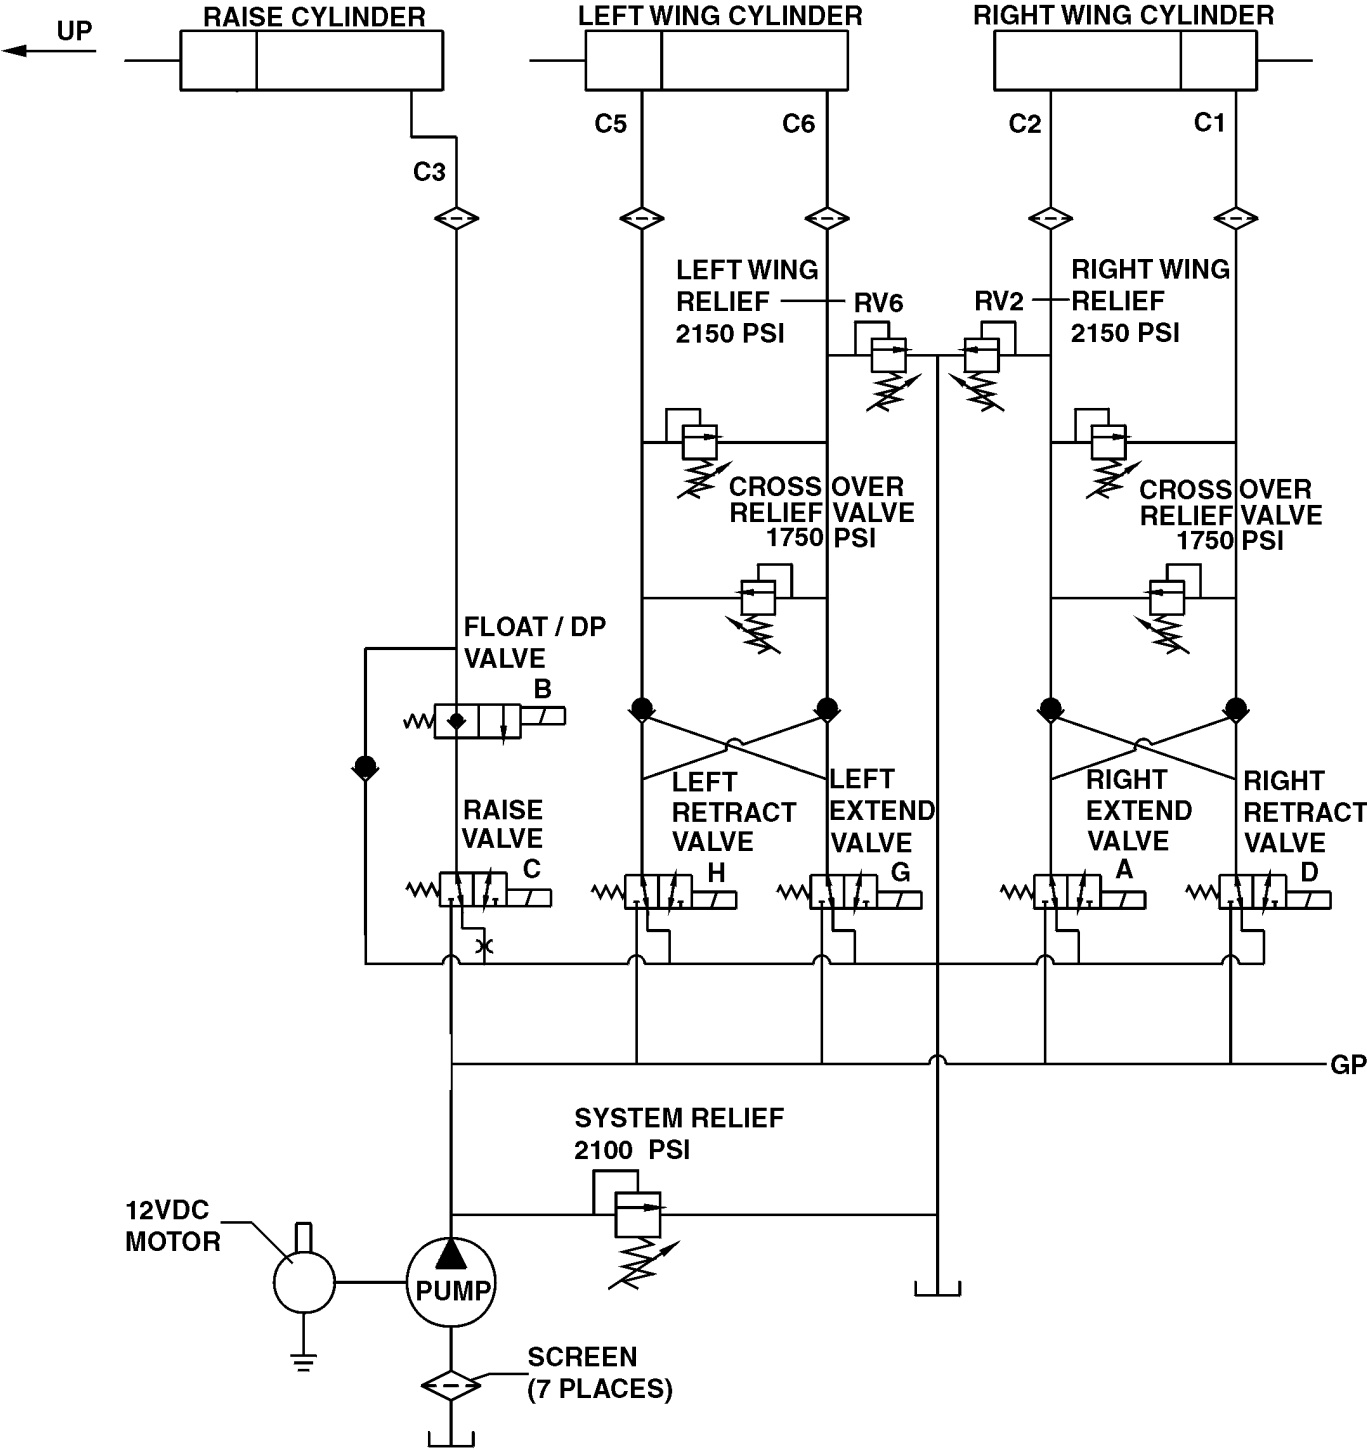 RAISE CYLINDER
LEFT WING CYLINDER
RIGHT WING CYLINDER
UP
C5
C6
C2
C1
C3
LEFT WING
RELIEF
2150 PSI
RV6
RV2
RIGHT WING
RELIEF
2150 PSI
CROSS OVER
RELIEF VALVE
1750 PSI
CROSS OVER
RELIEF VALVE
1750 PSI
FLOAT / DP
VALVE
B
RAISE
VALVE
C
LEFT
RETRACT
VALVE
H
LEFT
EXTEND
VALVE
G
RIGHT
EXTEND
VALVE
A
RIGHT
RETRACT
VALVE
D
GP
SYSTEM RELIEF
2100 PSI
12VDC
MOTOR
PUMP
SCREEN
(7 PLACES)